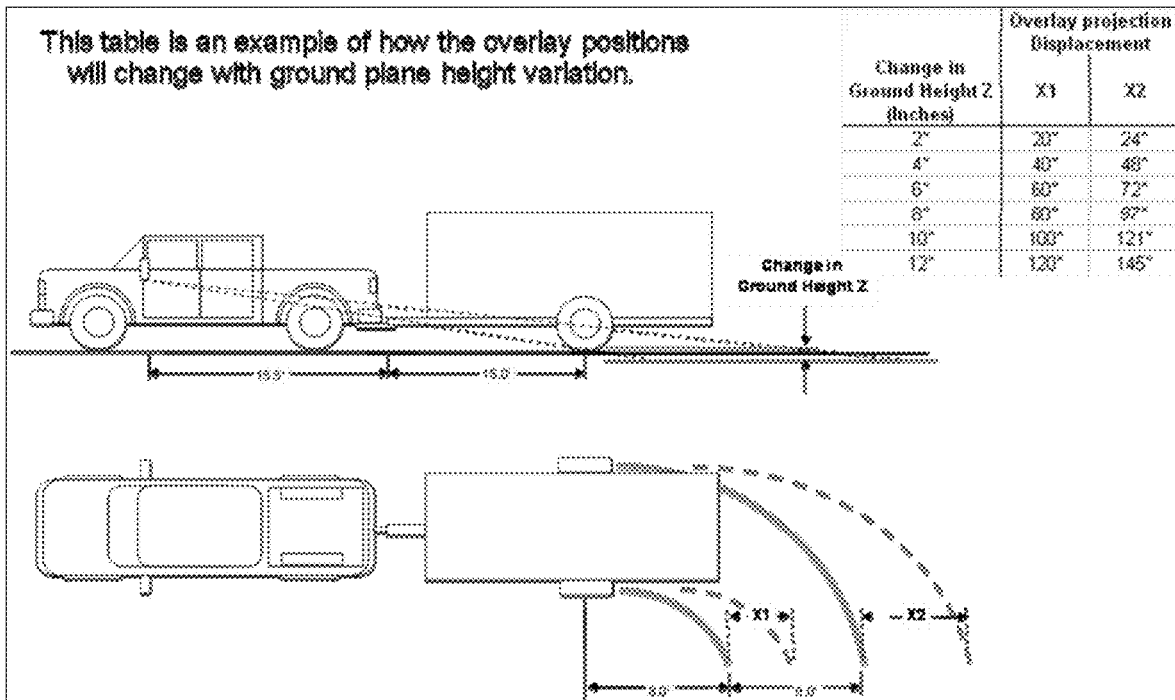 This table is an example of how the overlay positions
will change with ground plane height variation.
Overlay projection
Displacement
Change in
Ground Height Z
(Inches)
X1
X2
2" 20" 24"
4" 40" 48"
6" 60" 72"
8" 80" 97"
10" 100" 121"
12" 120" 145"
Change in
Ground Height Z
15.0'
X1
X2